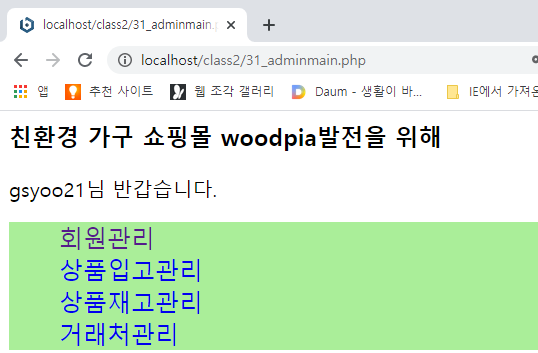 localhost/class2/31_adminmain.p
localhost/class2/31_adminmain.php
앱 추천 사이트 웹 조각 갤러리 Daum - 생활이 바... IE에서 가져온
친환경 가구 쇼핑몰 woodpia발전을 위해
gsyoo21님 반갑습니다.
회원관리
상품입고관리
상품재고관리
거래처관리